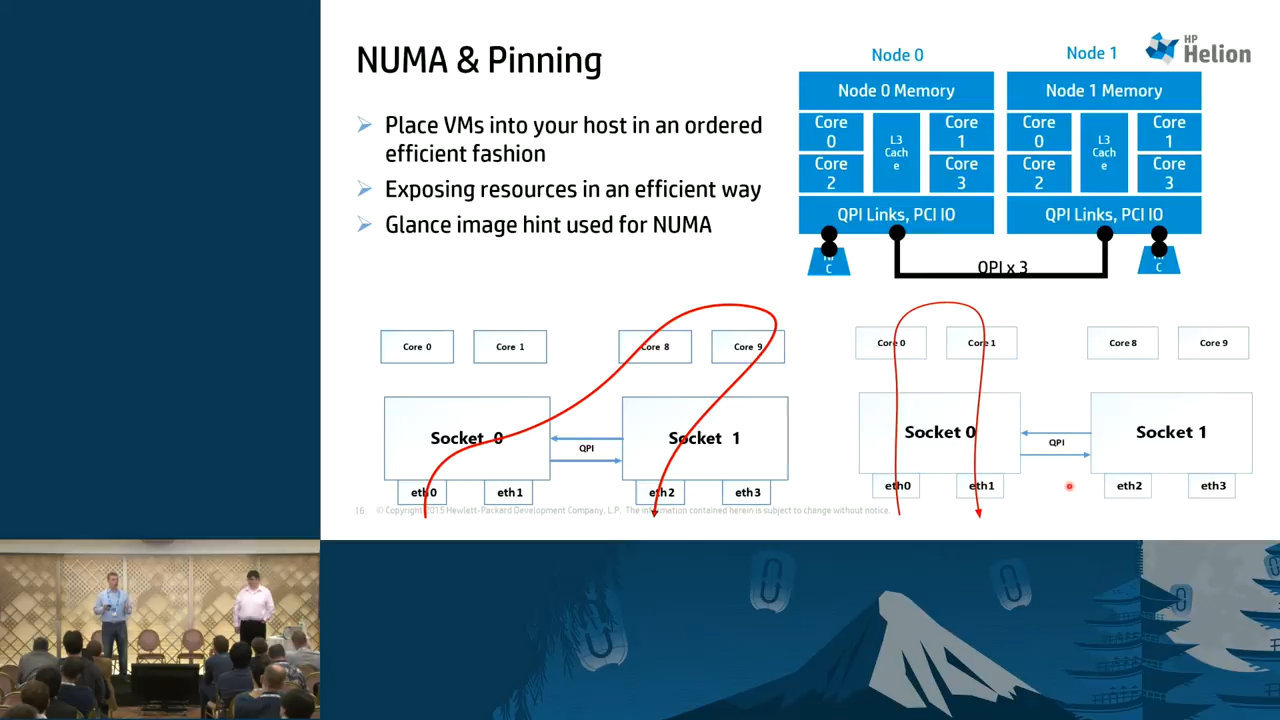 NUMA & Pinning
Place VMs into your host in an ordered
efficient fashion
Exposing resources in an efficient way
Glance image hint used for NUMA
HP
Helion
Node 0
Node 1
Node 0 Memory
Node 1 Memory
Core
0
L3
Cach
e
Core
1
Core
0
L3
Cach
e
Core
1
Core
2
Core
3
Core
2
Core
3
QPI Links, PCI IO
QPI Links, PCI IO
C
QPI x 3
C
Core 0
Core 1
Core 8
Core 9
Socket 0
QPI
Socket 1
eth0
eth1
eth2
eth3
Core 0
Core 1
Core 8
Core 9
Socket 0
QPI
Socket 1
eth0
eth1
eth2
eth3
16 © Copyright 2015 Hewlett-Packard Development Company, L.P. The information contained herein is subject to change without notice.